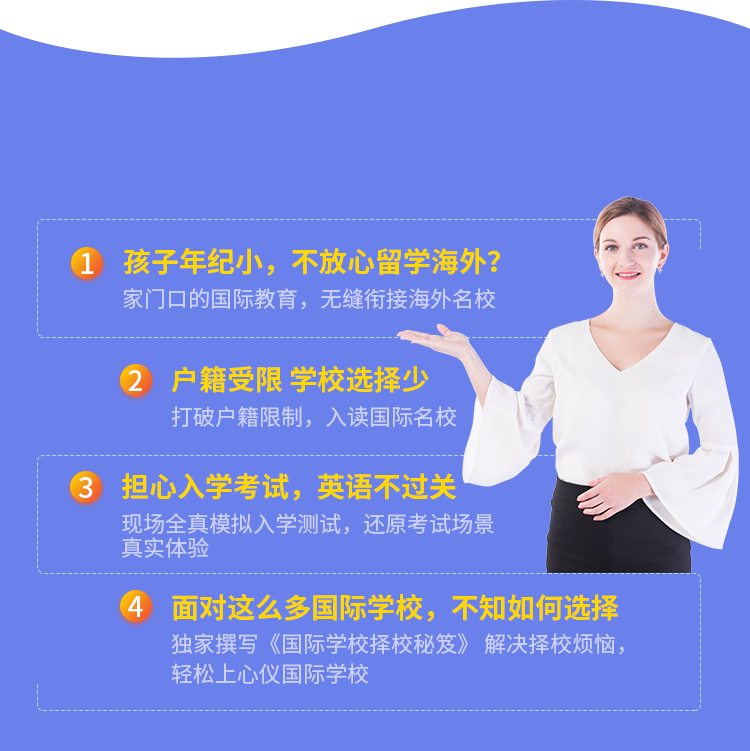 1 孩子年纪小，不放心留学海外？
家门口的国际教育，无缝衔接海外名校
2 户籍受限 学校选择少
打破户籍限制，入读国际名校
3 担心入学考试，英语不过关
现场全真模拟入学测试，还原考试场景
真实体验
4 面对这么多国际学校，不知如何选择
独家撰写《国际学校择校秘笈》 解决择校烦恼，
轻松上心仪国际学校